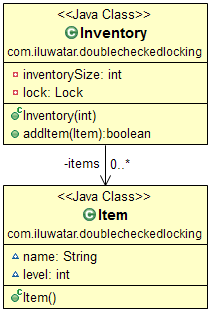 <<Java Class>>
Inventory
com.iluwatar.doublecheckedlocking
inventorySize: int
lock: Lock
Inventory(int)
addItem(Item):boolean
-items 0..*
<<Java Class>>
Item
com.iluwatar.doublecheckedlocking
name: String
level: int
Item()